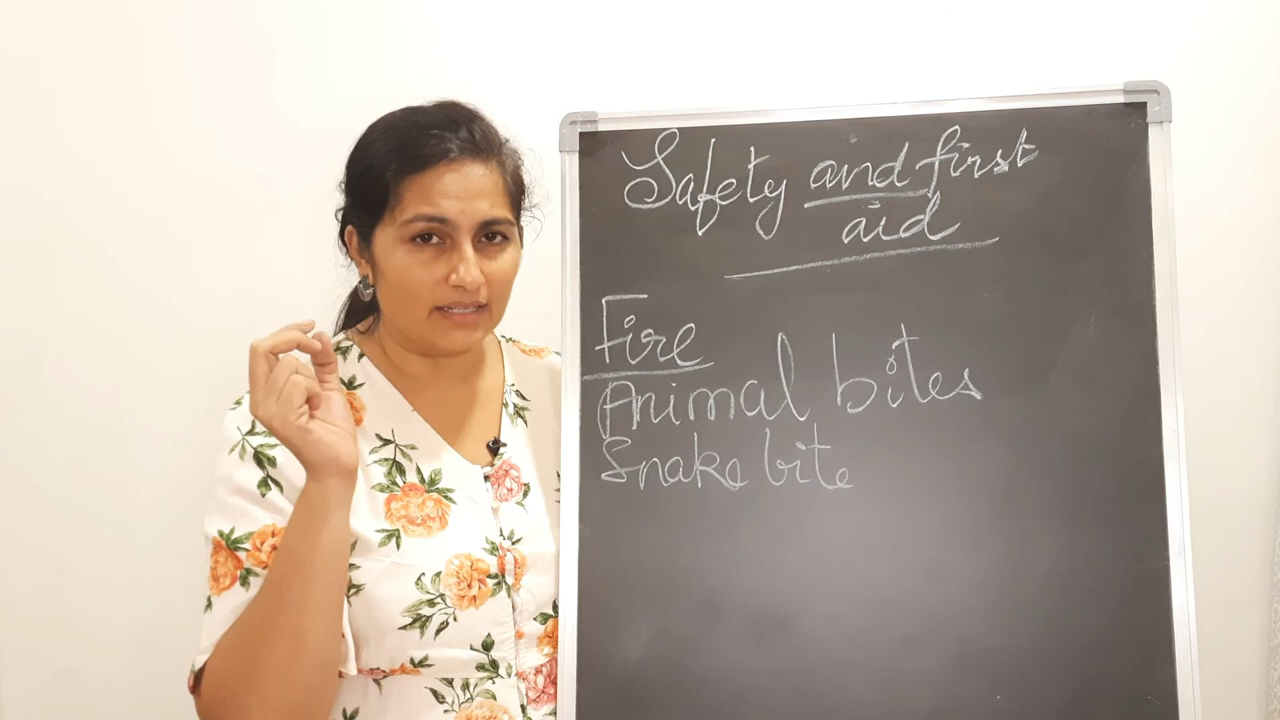 Safety and first
aid
Fire
Animal bites
Snake bite